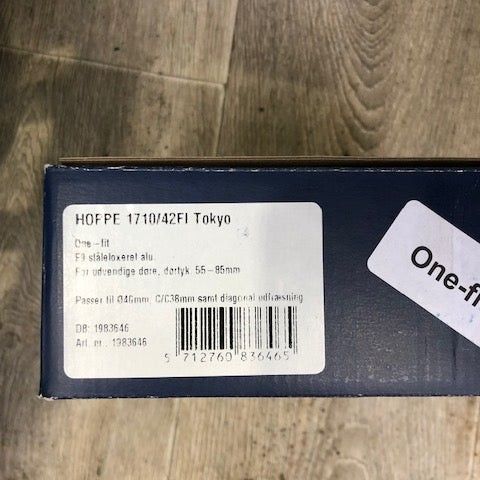 HOPPE 1710/42FI Tokyo
One-fit
F9 ståleloxeret alu.
For udvendige døre, dørtyk. 55-85mm
Passer til Ø46mm, C/C38mm samt diagonal udfræsning
DB: 1983646
Art. nr.: 1983646
5 712760 836465
One-fi